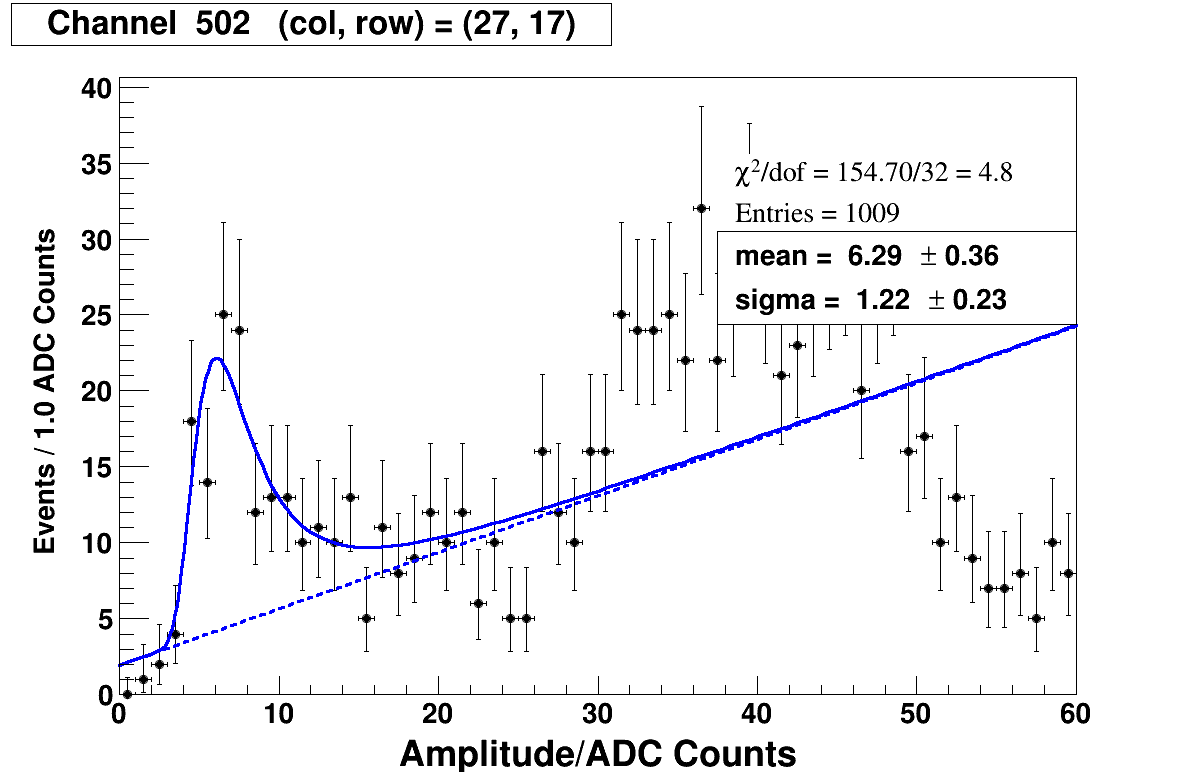 Channel 502 (col, row) = (27, 17)
40
35
30
25
20
15
10
5
0
Events / 1.0 ADC Counts
χ²/dof = 154.70/32 = 4.8
Entries = 1009
mean = 6.29 ± 0.36
sigma = 1.22 ± 0.23
0 10 20 30 40 50 60
Amplitude/ADC Counts